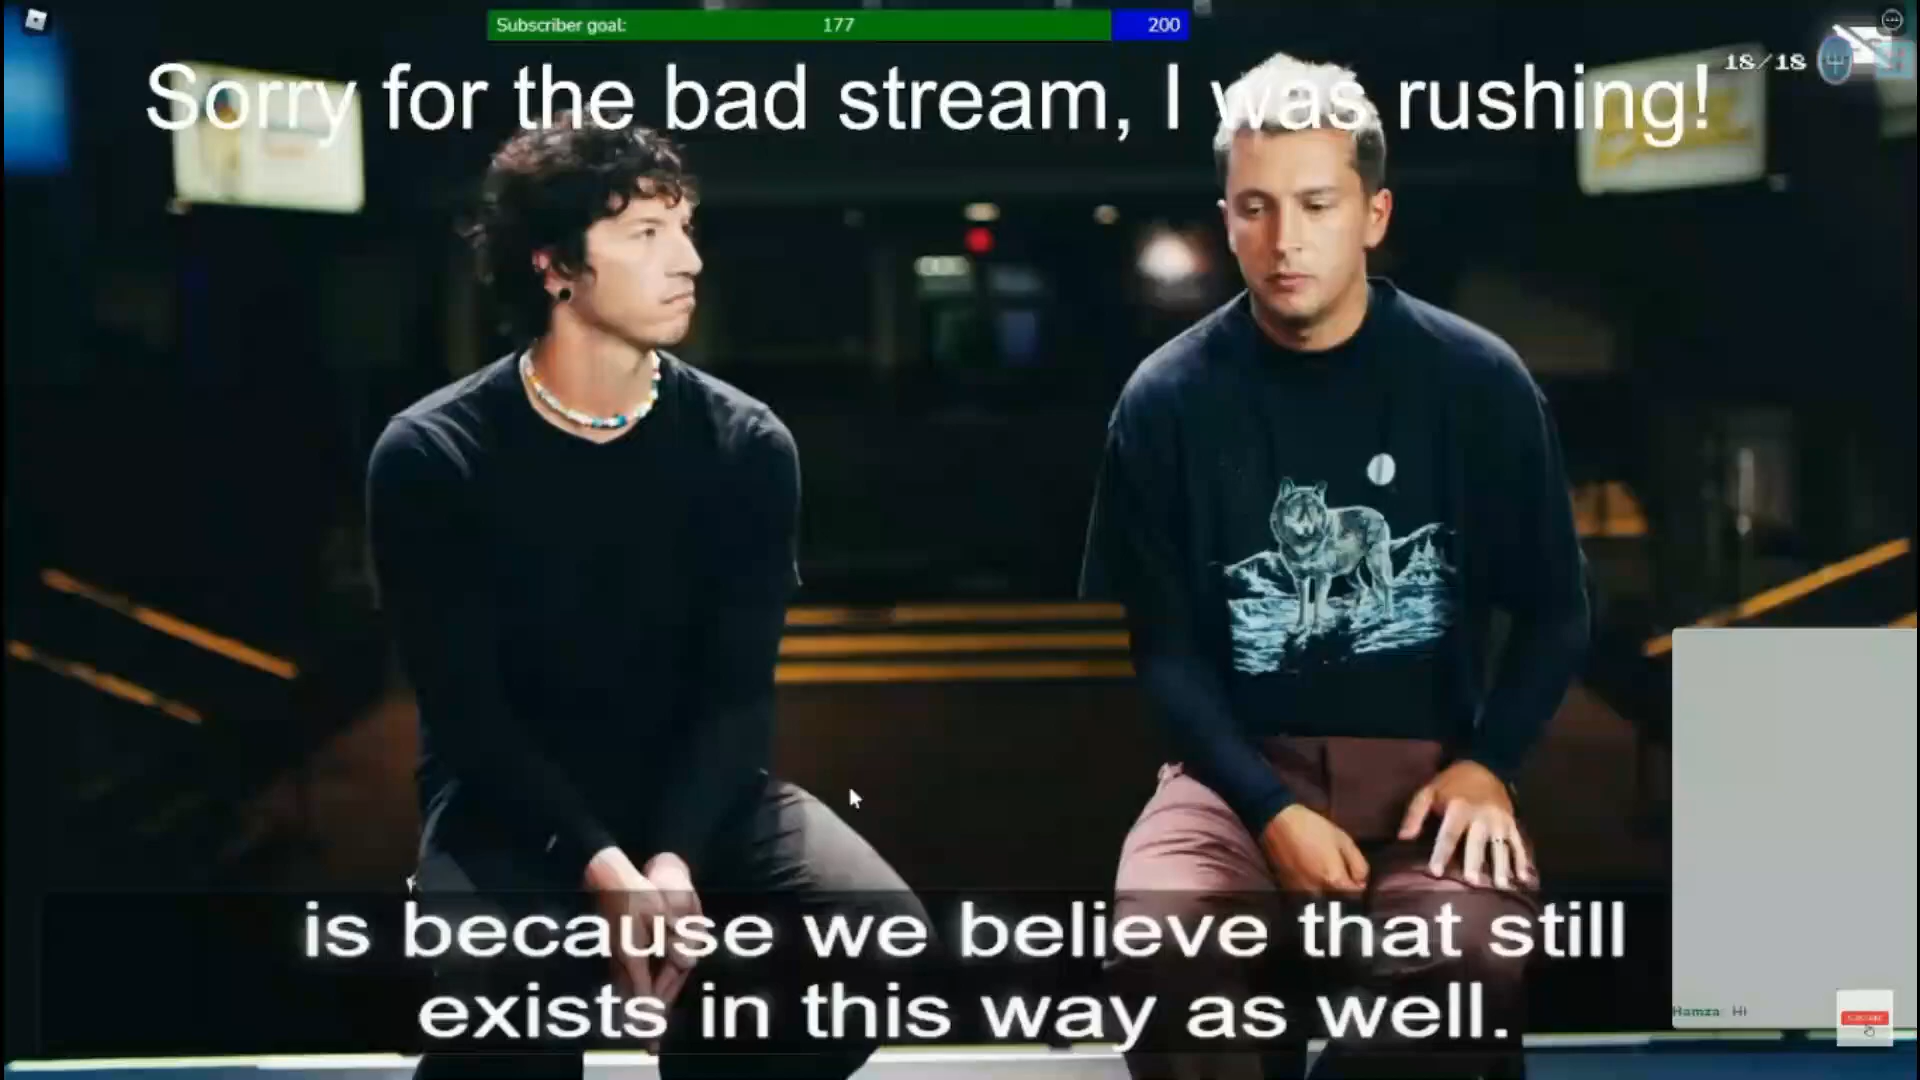 Subscriber goal: 177 200
18/18
Sorry for the bad stream, I was rushing!
is because we believe that still
exists in this way as well.
Hamza: Hi